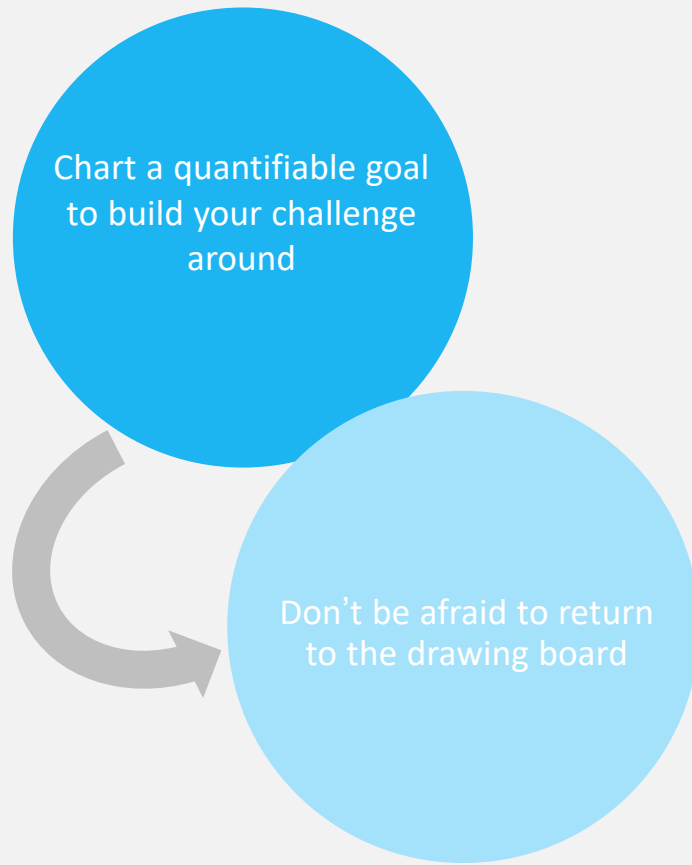 Chart a quantifiable goal
to build your challenge
around
Don’t be afraid to return
to the drawing board